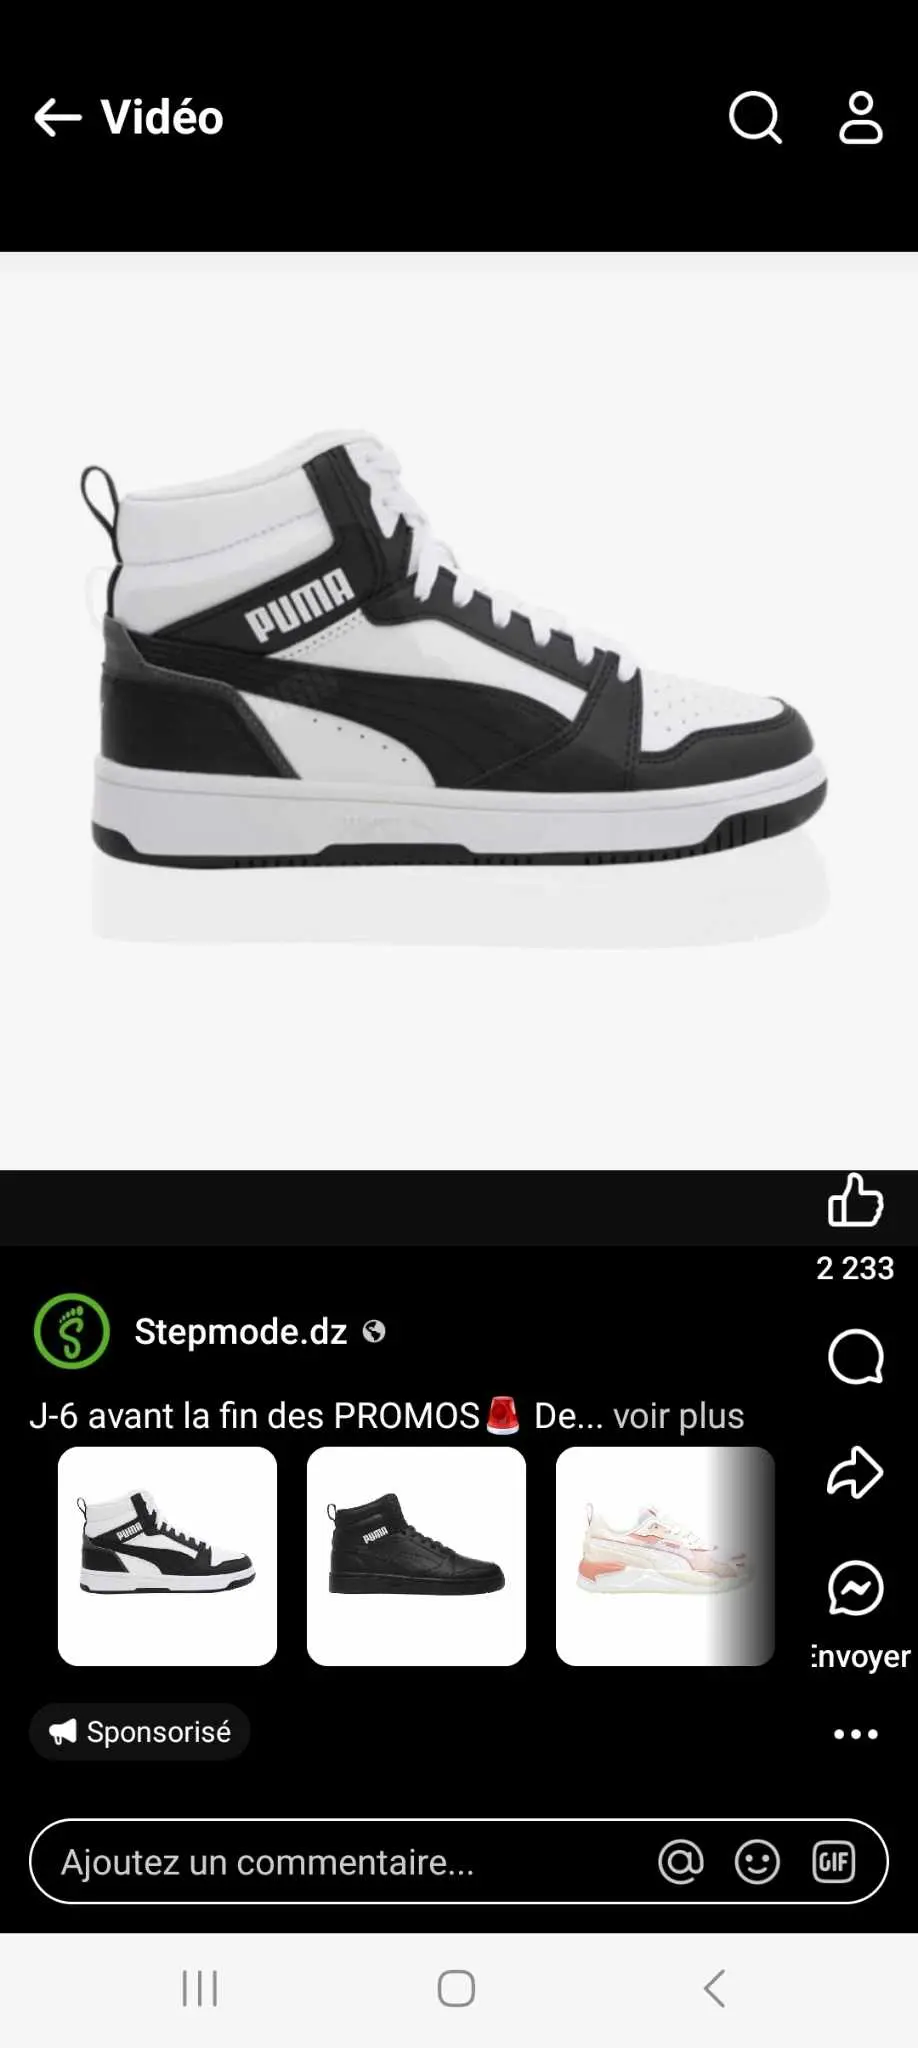 Vidéo
PUMA
2 233
Stepmode.dz
J-6 avant la fin des PROMOS🚨 De... voir plus
PUMA
PUMA
Envoyer
Sponsorisé
Ajoutez un commentaire...
GIF